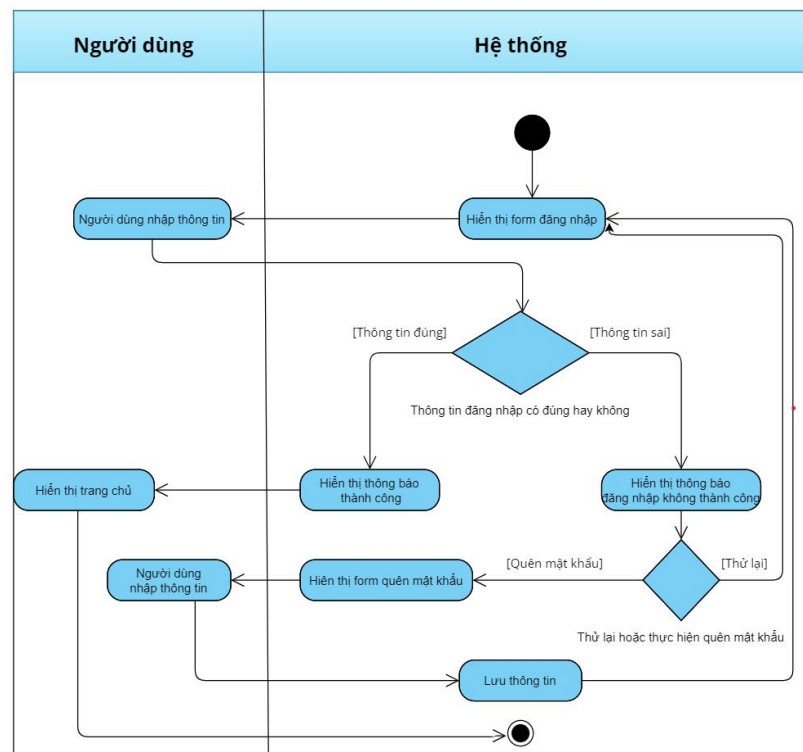 Người dùng
Hệ thống
Người dùng nhập thông tin
Hiển thị form đăng nhập
[Thông tin đúng]
[Thông tin sai]
Thông tin đăng nhập có đúng hay không
Hiển thị trang chủ
Hiển thị thông báo
thành công
Hiển thị thông báo
đăng nhập không thành công
[Quên mật khẩu]
[Thử lại]
Người dùng
nhập thông tin
Hiên thị form quên mật khẩu
Thử lại hoặc thực hiện quên mật khẩu
Lưu thông tin